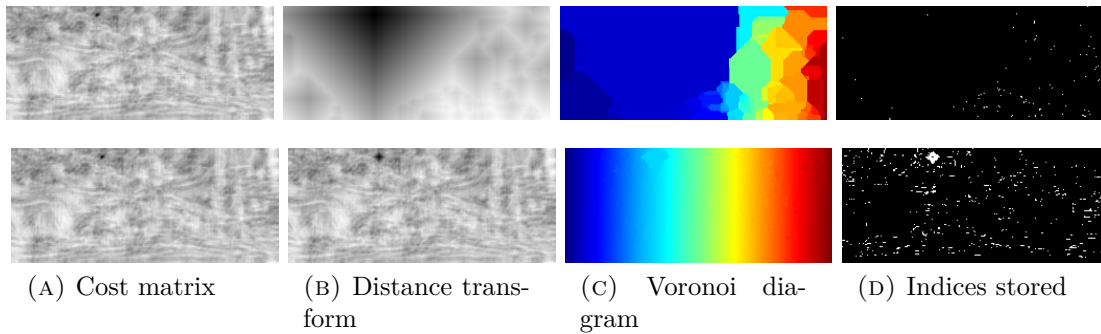 (A) Cost matrix
(B) Distance trans-
form
(C) Voronoi dia-
gram
(D) Indices stored